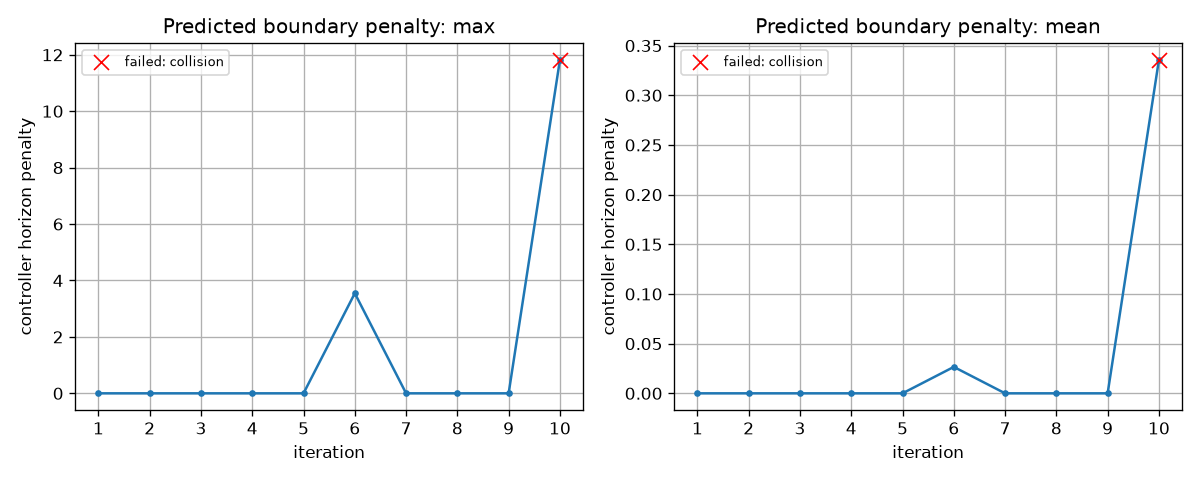 Predicted boundary penalty: max
failed: collision
controller horizon penalty
12
10
8
6
4
2
0
1 2 3 4 5 6 7 8 9 10
iteration
Predicted boundary penalty: mean
failed: collision
controller horizon penalty
0.35
0.30
0.25
0.20
0.15
0.10
0.05
0.00
1 2 3 4 5 6 7 8 9 10
iteration